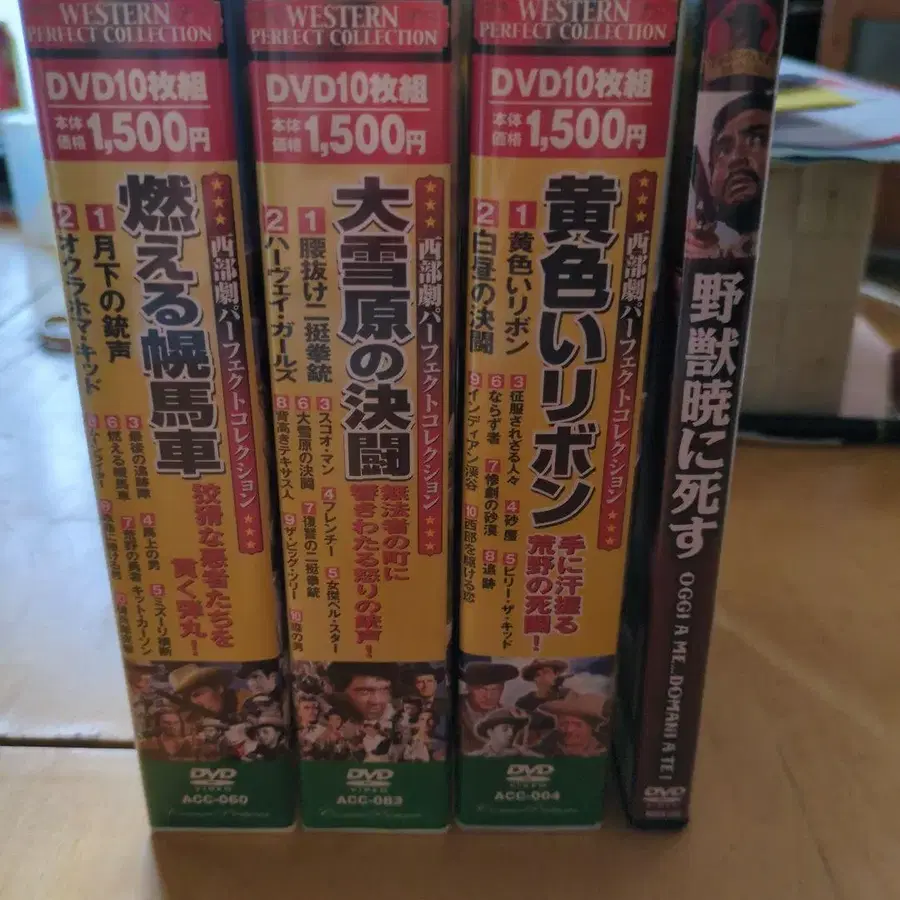 WESTERN
PERFECT COLLECTION
DVD10枚組
本体
価格
1,500円
★★★西部劇パーフェクトコレクション★★★
燃える幌馬車
1 月下の銃声
2 オクラホマ・キッド
3 最後の追跡隊
4 馬上の男
5 ミズーリ横断
6 燃える幌馬車
7 荒野の勇者 キット・カーソン
狡猾な悪者たちを
貫く弾丸!
DVD
VIDEO
ACC-060
WESTERN
PERFECT COLLECTION
DVD10枚組
本体
価格
1,500円
★★★西部劇パーフェクトコレクション★★★
大雪原の決闘
1 腰抜け二挺拳銃
2 ハーヴェイ・ガールズ
3 スコオ・マン
4 フレンチー
5 女傑ベル・スター
6 大雪原の決闘
7 復讐の二挺拳銃
8 背高きテキサス人
9 ザ・ビッグ・ツリー
無法者の町に
響きわたる怒りの銃声!
DVD
VIDEO
ACC-083
WESTERN
PERFECT COLLECTION
DVD10枚組
本体
価格
1,500円
★★★西部劇パーフェクトコレクション★★★
黄色いリボン
1 黄色いリボン
2 白昼の決闘
3 征服されざる人々
4 砂塵
5 ビリー・ザ・キッド
6 ならず者
7 惨劇の砂漠
8 追跡
9 インディアン渓谷
10 西部を駆ける恋
手に汗握る
荒野の死闘!
DVD
VIDEO
ACC-004
野獣暁に死す
OGGI A ME...DOMANI A TE!
DVD